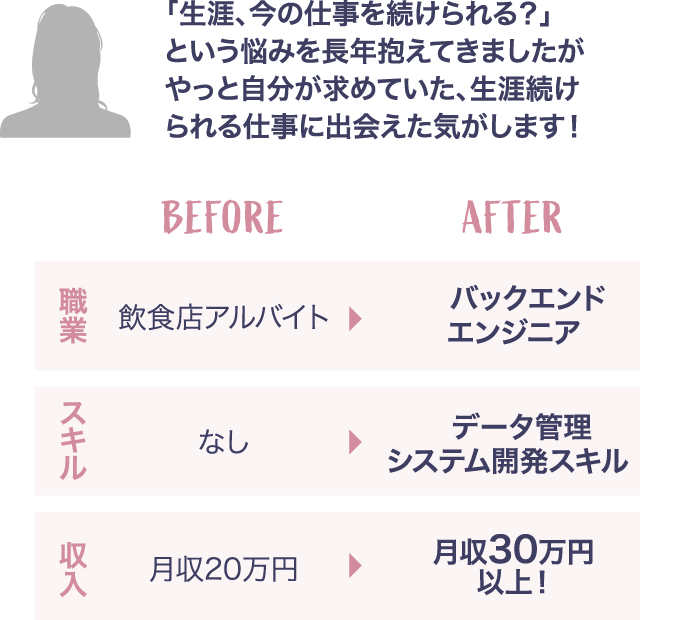 「生涯、今の仕事を続けられる?」
という悩みを長年抱えてきましたが
やっと自分が求めていた、生涯続け
られる仕事に出会えた気がします!
BEFORE
AFTER
職業
飲食店アルバイト
バックエンド
エンジニア
スキル
なし
データ管理
システム開発スキル
収入
月収20万円
月収30万円
以上!